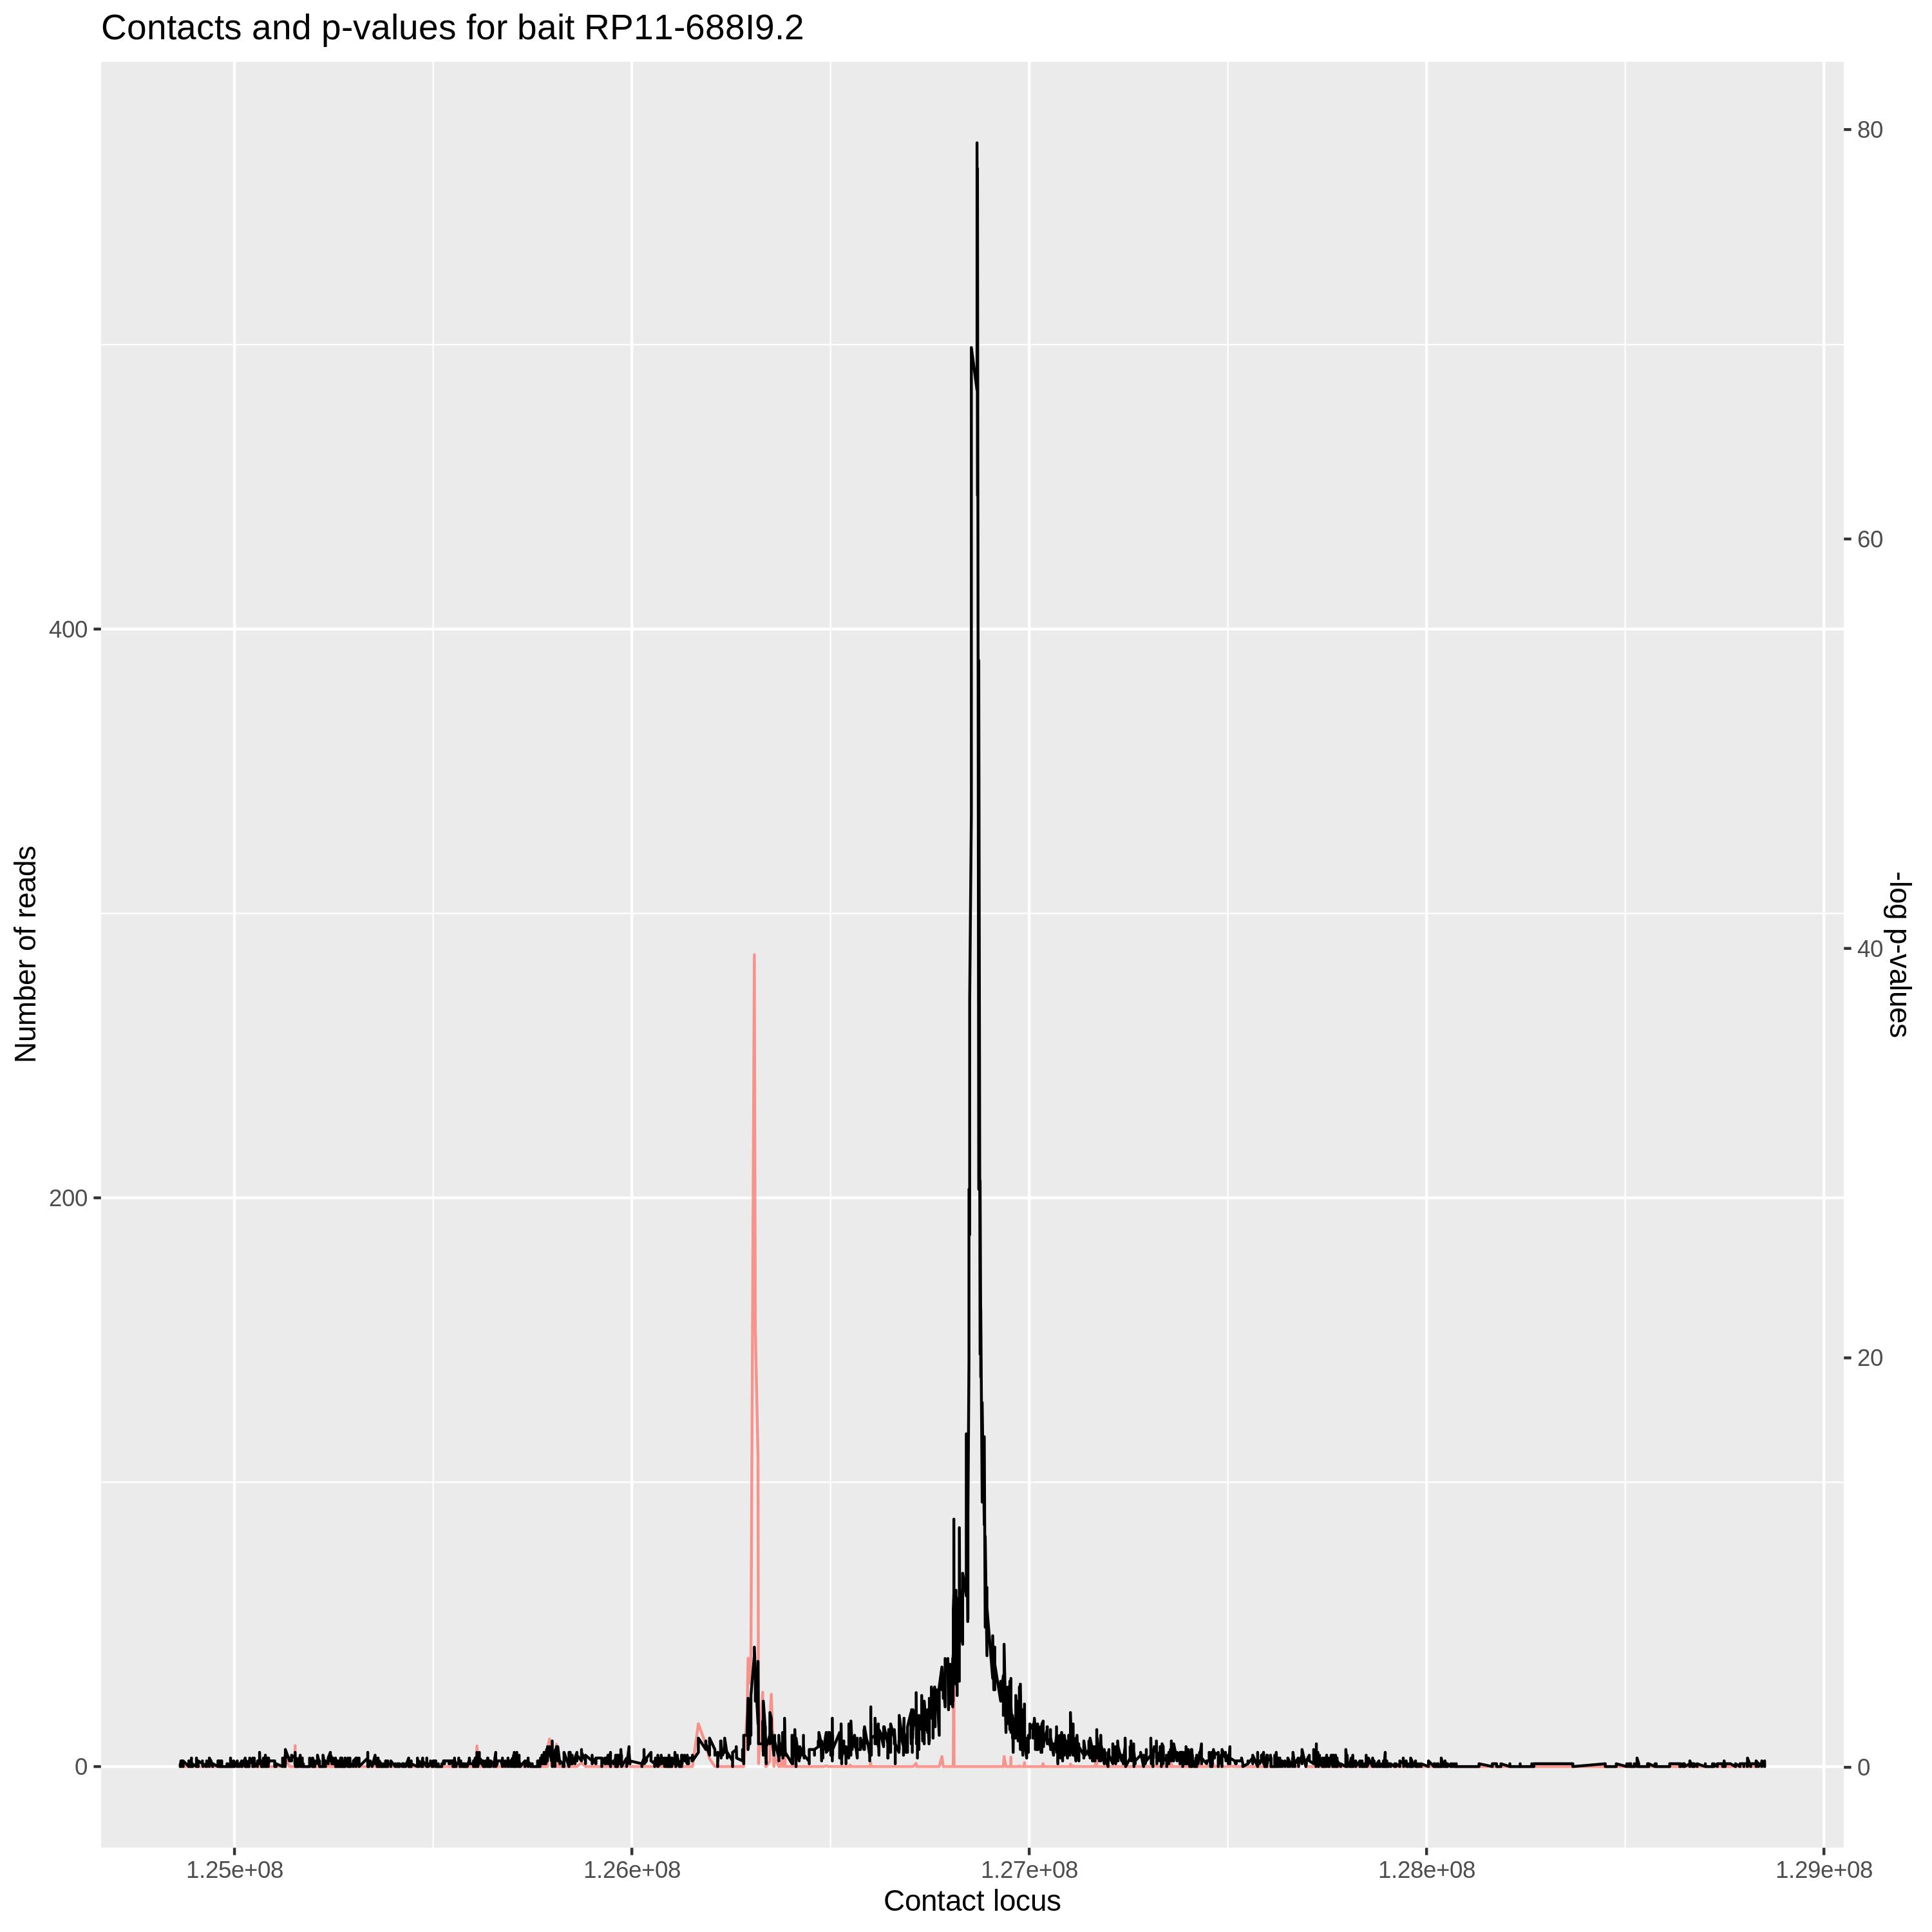 Contacts and p-values for bait RP11-688I9.2
80
60
400
Number of reads
-log p-values
40
200
20
0
0
1.25e+08
1.26e+08
1.27e+08
1.28e+08
1.29e+08
Contact locus